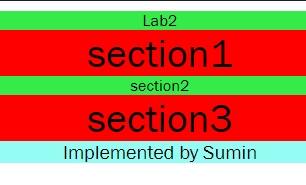 Lab2
section1
section2
section3
Implemented by Sumin